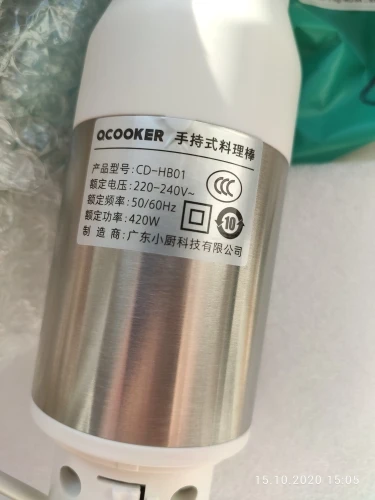 QCOOKER 手持式料理棒
产品型号:CD-HB01
额定电压:220-240V~
额定频率:50/60Hz
额定功率:420W
制 造 商:广东小厨科技有限公司
CCC
10
15.10.2020 15:05